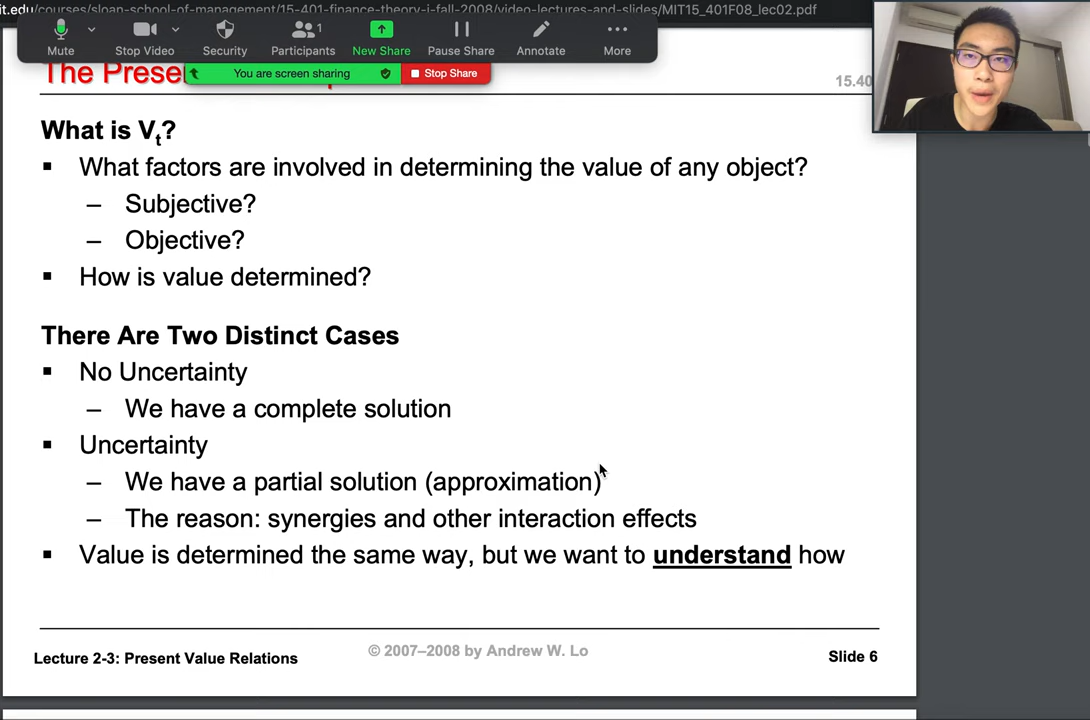 it.edu/courses/sloan-school-of-management/15-401-finance-theory-i-fall-2008/video-lectures-and-slides/MIT15_401F08_lec02.pdf
Mute Stop Video Security Participants 1 New Share Pause Share Annotate More
You are screen sharing Stop Share
The Prese
15.40
What is Vt?
▪ What factors are involved in determining the value of any object?
– Subjective?
– Objective?
▪ How is value determined?
There Are Two Distinct Cases
▪ No Uncertainty
– We have a complete solution
▪ Uncertainty
– We have a partial solution (approximation)
– The reason: synergies and other interaction effects
▪ Value is determined the same way, but we want to understand how
Lecture 2-3: Present Value Relations
© 2007–2008 by Andrew W. Lo
Slide 6